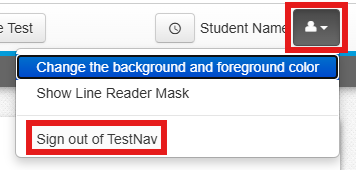 e Test Student Name
Change the background and foreground color
Show Line Reader Mask
Sign out of TestNav